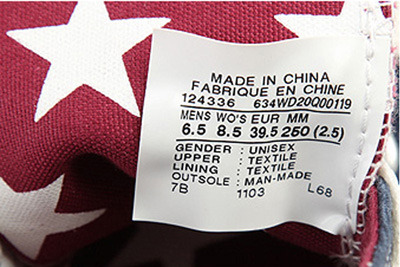 MADE IN CHINA
FABRIQUE EN CHINE
124336 634WD20Q00119
MENS WO'S EUR MM
6.5 8.5 39.5 250 (2.5)
GENDER : UNISEX
UPPER : TEXTILE
LINING : TEXTILE
OUTSOLE : MAN-MADE
7B 1103 L68